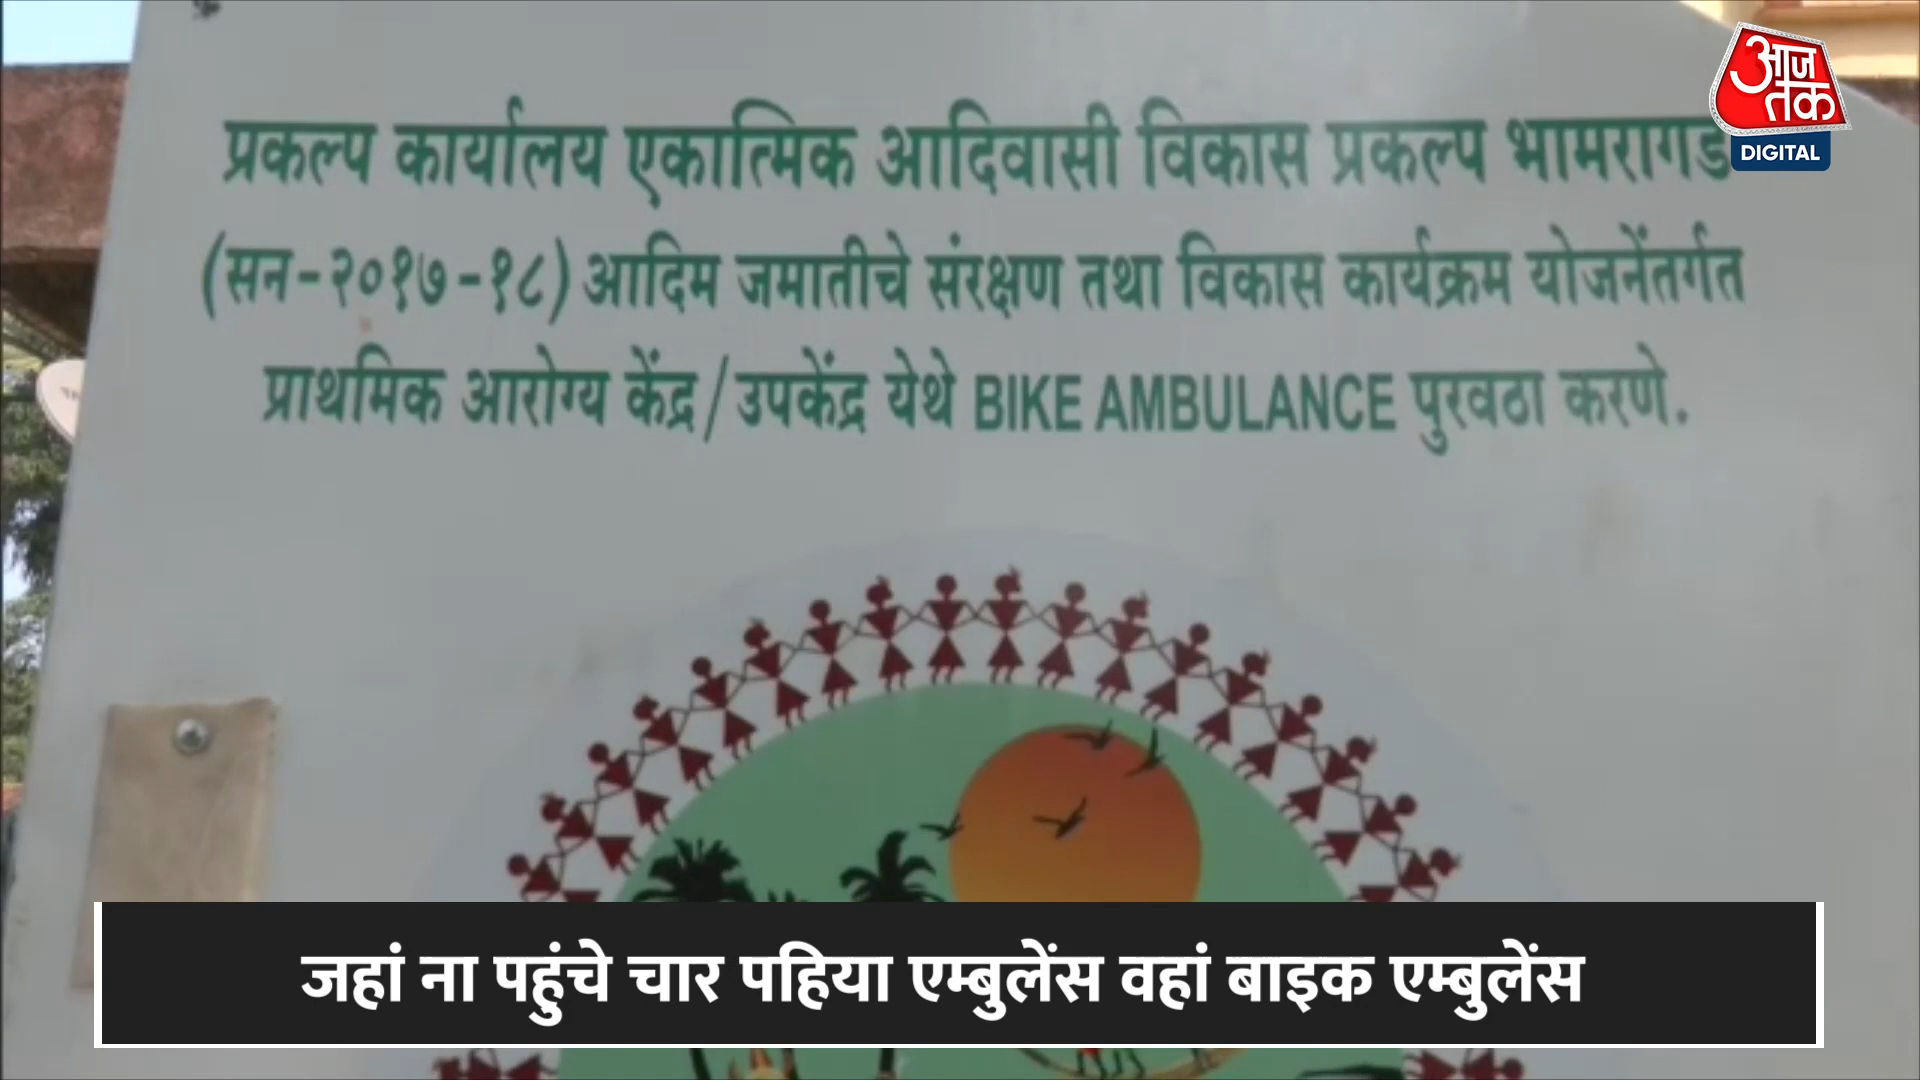 आज
तक
DIGITAL
प्रकल्प कार्यालय एकात्मिक आदिवासी विकास प्रकल्प भामरागड
(सन-२०१७-१८) आदिम जमातीचे संरक्षण तथा विकास कार्यक्रम योजनेंतर्गत
प्राथमिक आरोग्य केंद्र/उपकेंद्र येथे BIKE AMBULANCE पुरवठा करणे.
जहां ना पहुंचे चार पहिया एम्बुलेंस वहां बाइक एम्बुलेंस